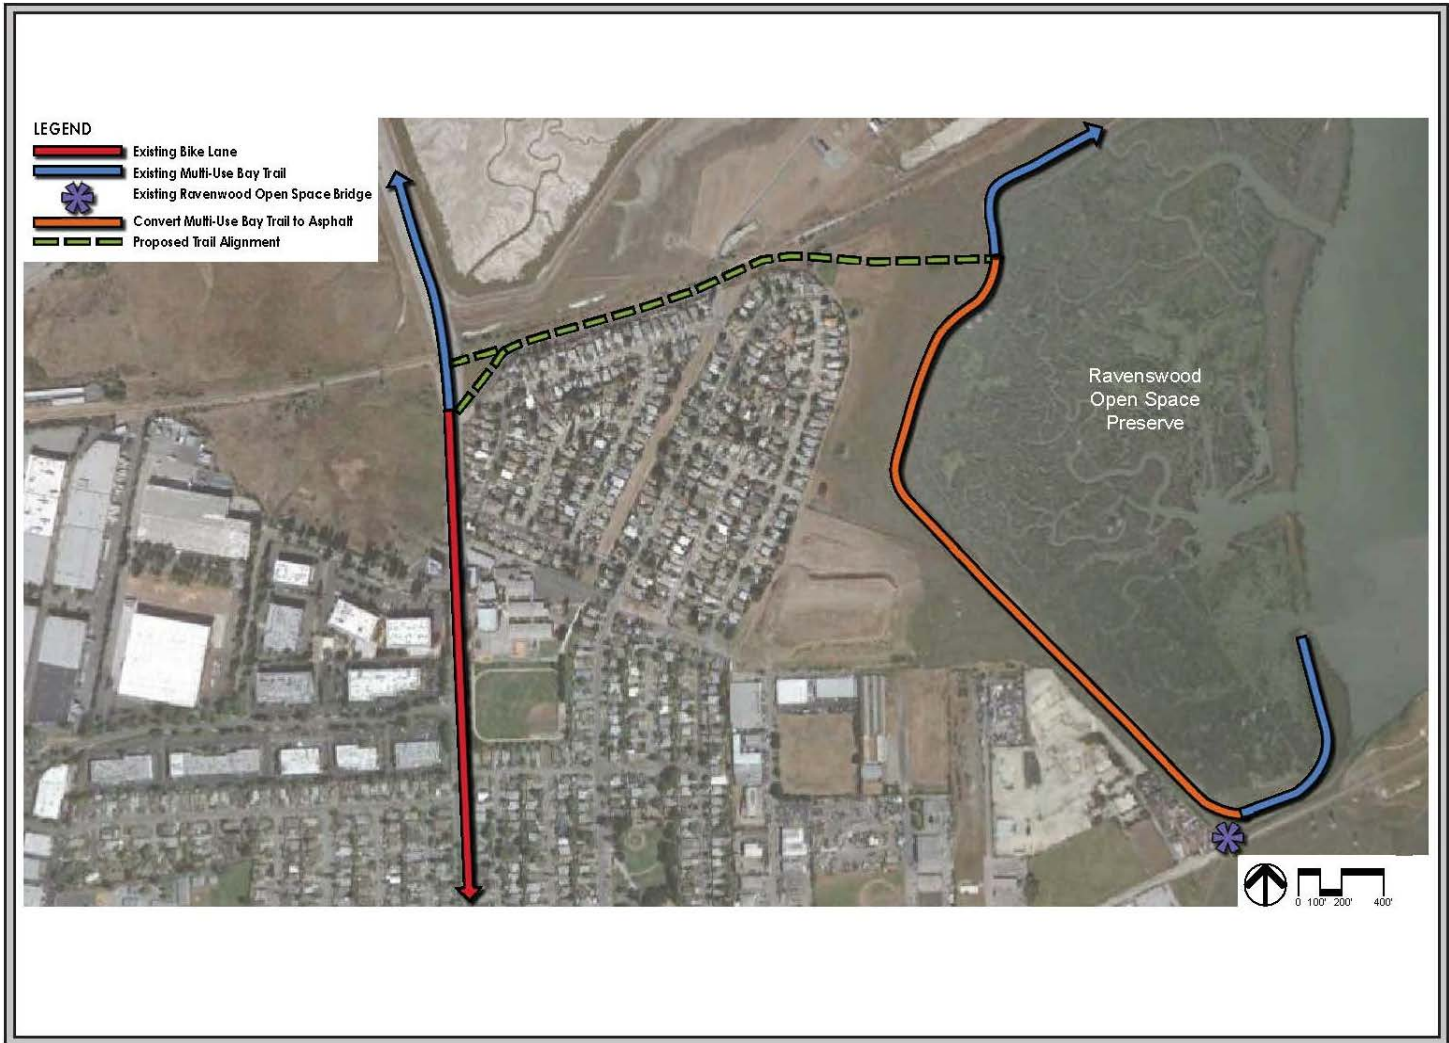 LEGEND
Existing Bike Lane
Existing Multi-Use Bay Trail
Existing Ravenwood Open Space Bridge
Convert Multi-Use Bay Trail to Asphalt
Proposed Trail Alignment
Ravenswood
Open Space
Preserve
0 100' 200' 400'